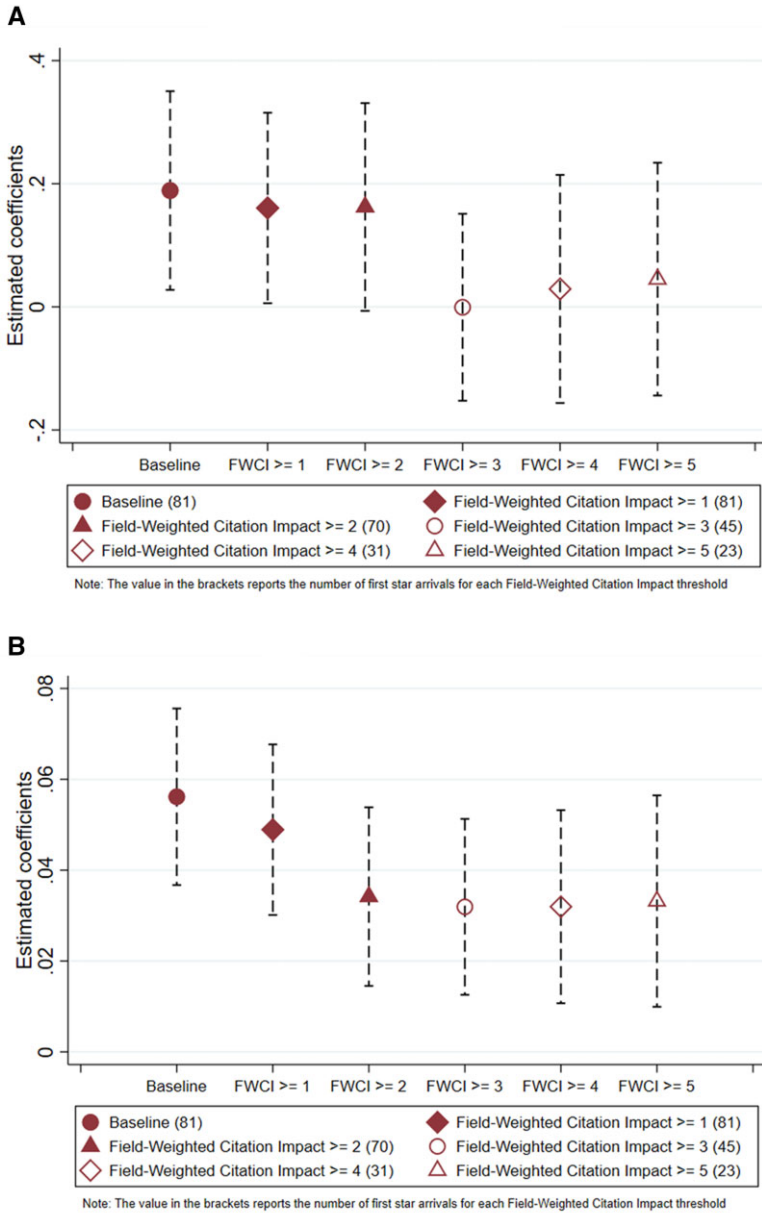 A
Estimated coefficients
.4
.2
0
-.2
Baseline FWCI >= 1 FWCI >= 2 FWCI >= 3 FWCI >= 4 FWCI >= 5
Baseline (81) Field-Weighted Citation Impact >= 1 (81)
Field-Weighted Citation Impact >= 2 (70) Field-Weighted Citation Impact >= 3 (45)
Field-Weighted Citation Impact >= 4 (31) Field-Weighted Citation Impact >= 5 (23)
Note: The value in the brackets reports the number of first star arrivals for each Field-Weighted Citation Impact threshold
B
Estimated coefficients
.08
.06
.04
.02
0
Baseline FWCI >= 1 FWCI >= 2 FWCI >= 3 FWCI >= 4 FWCI >= 5
Baseline (81) Field-Weighted Citation Impact >= 1 (81)
Field-Weighted Citation Impact >= 2 (70) Field-Weighted Citation Impact >= 3 (45)
Field-Weighted Citation Impact >= 4 (31) Field-Weighted Citation Impact >= 5 (23)
Note: The value in the brackets reports the number of first star arrivals for each Field-Weighted Citation Impact threshold